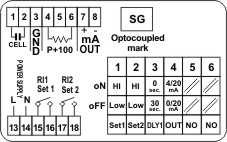 1 2 3 4 5 6 7 8
CELL
GND
P+100
+ -
mA
OUT
SG
Optocoupled
mark
POWER SUPPLY
L N
RI1
Set 1
RI2
Set 2
13 14 15 16 17 18
1 2 3 4 5 6
oN HI HI 0 sec. 4/20 mA
oFF Low Low 30 sec. 0/20 mA
Set1 Set2 DLY1 OUT NO NO